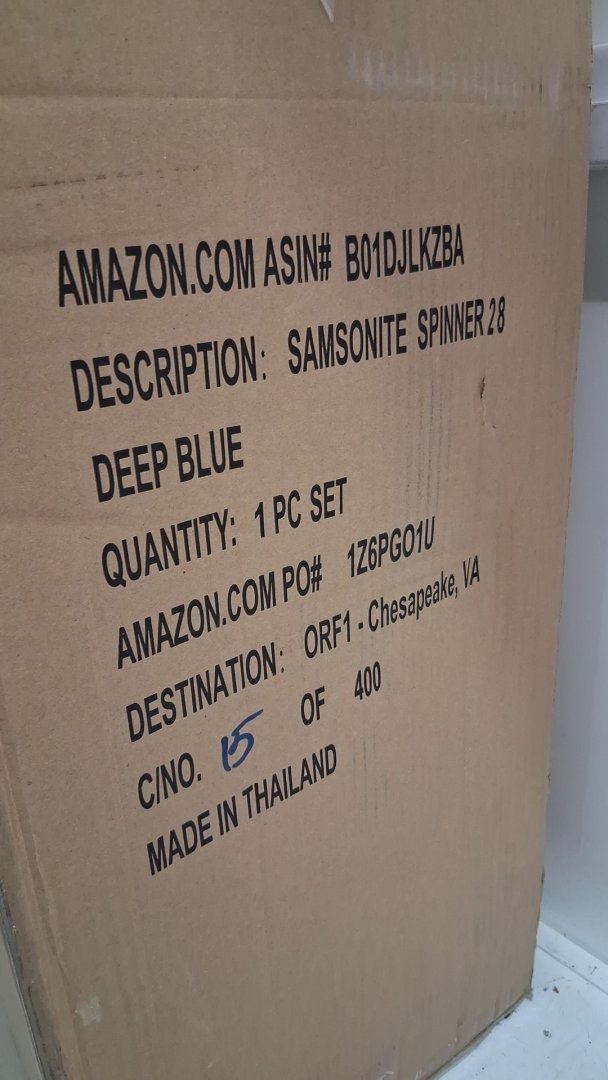 AMAZON.COM ASIN# B01DJLKZBA
DESCRIPTION: SAMSONITE SPINNER 28
DEEP BLUE
QUANTITY: 1 PC SET
AMAZON.COM PO# 1Z6PGO1U
DESTINATION: ORF1 - Chesapeake, VA
C/NO. 15 OF 400
MADE IN THAILAND